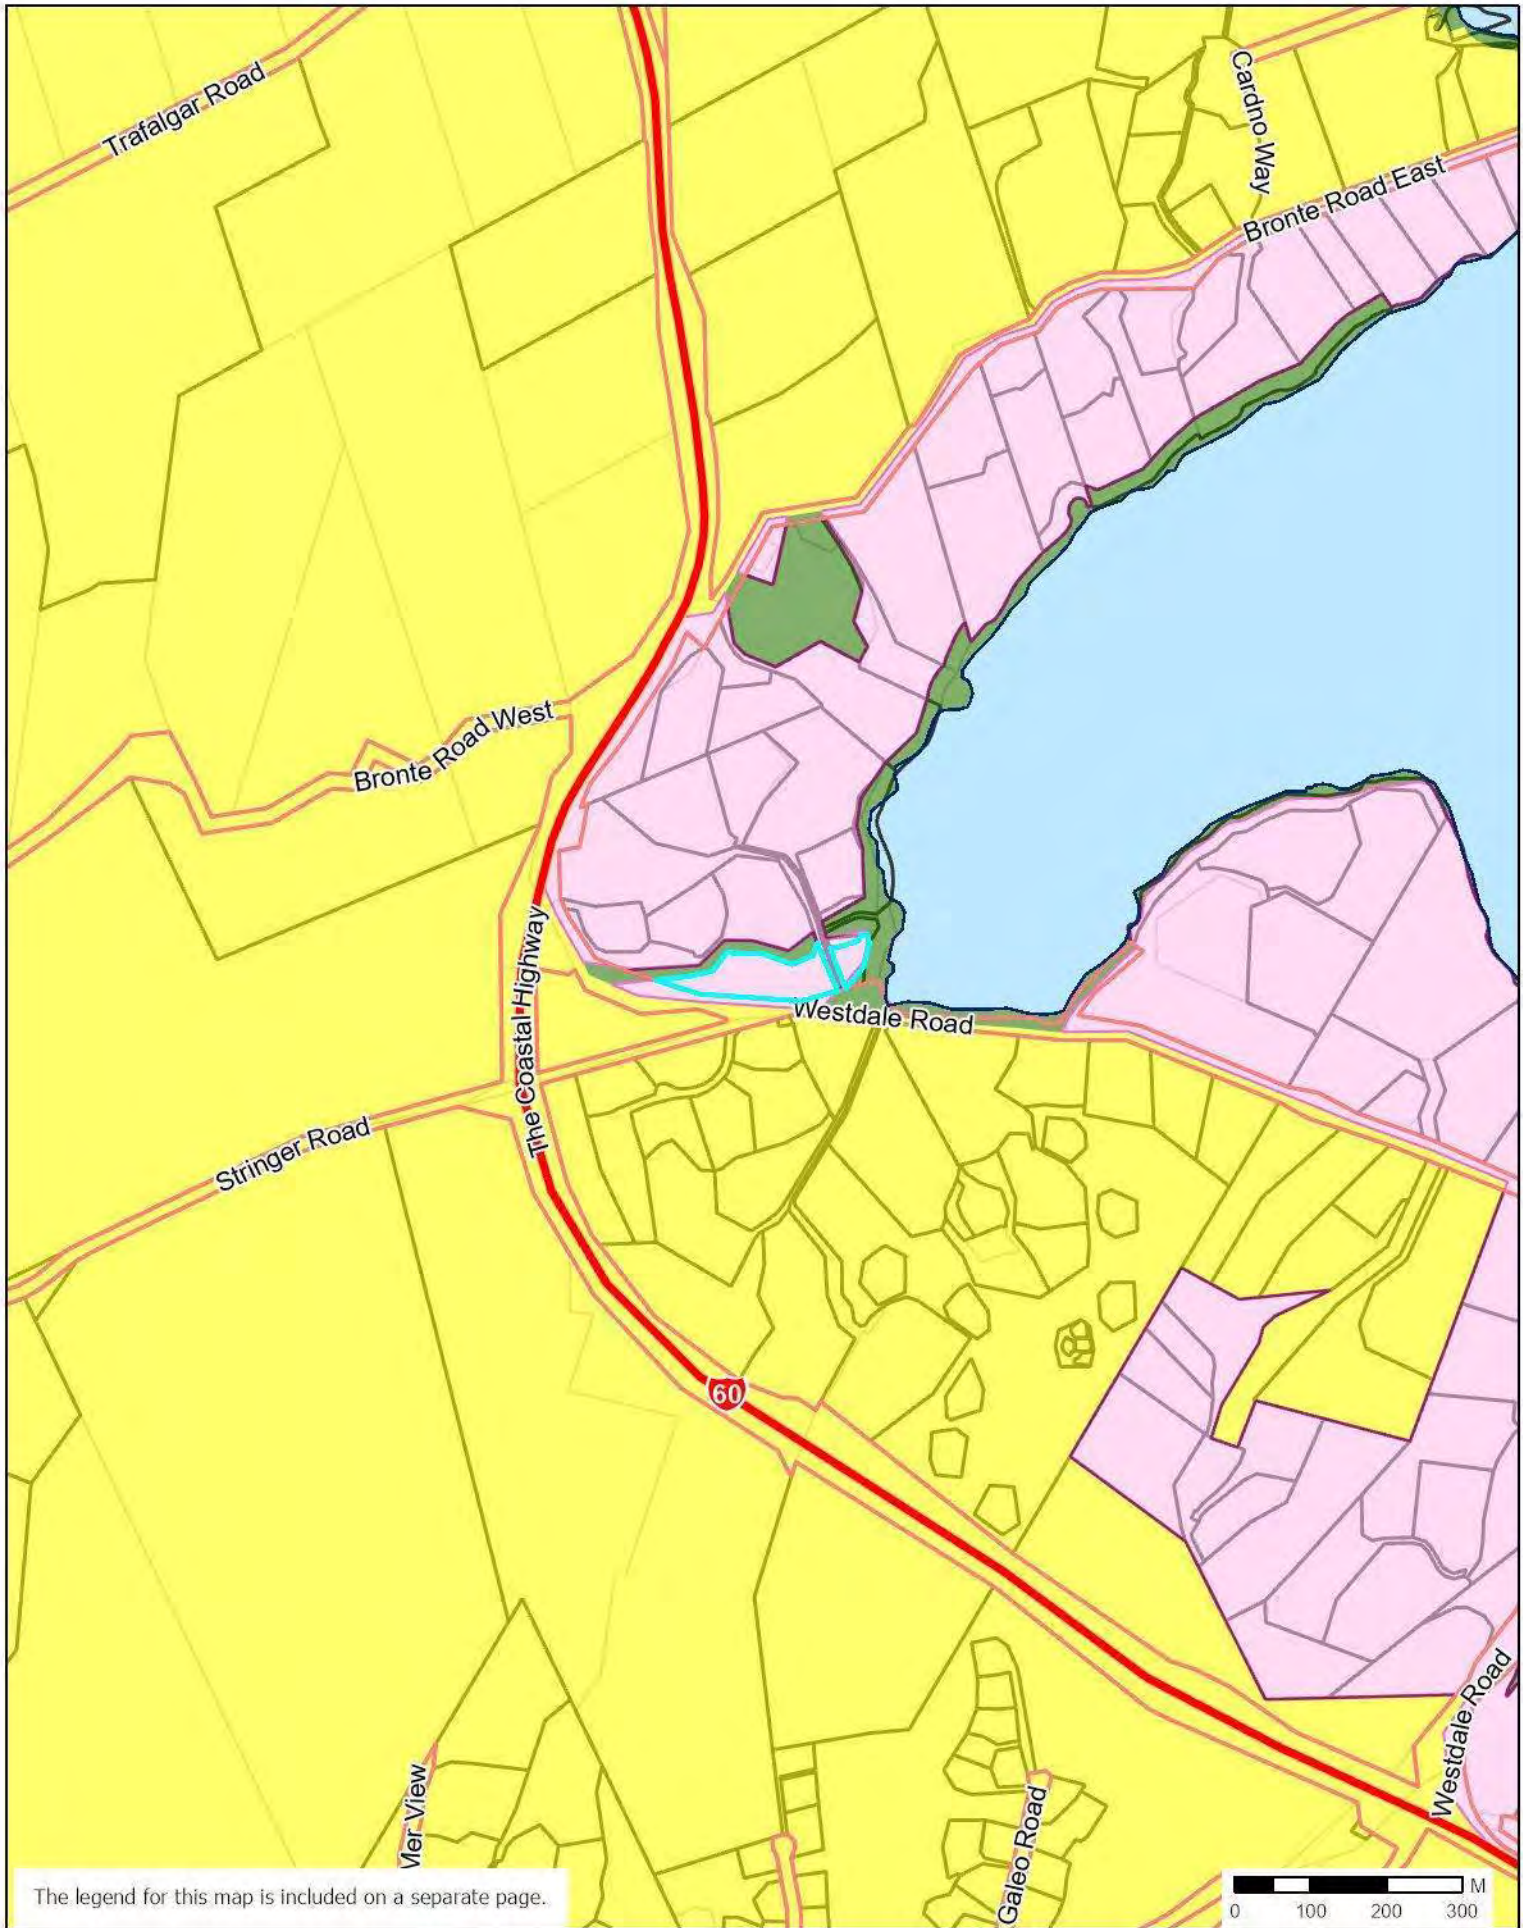 Trafalgar Road
Cardno Way
Bronte Road East
Bronte Road West
The Coastal Highway
Westdale Road
Stringer Road
60
Westdale Road
Mer View
Galeo Road
The legend for this map is included on a separate page.
M
0 100 200 300